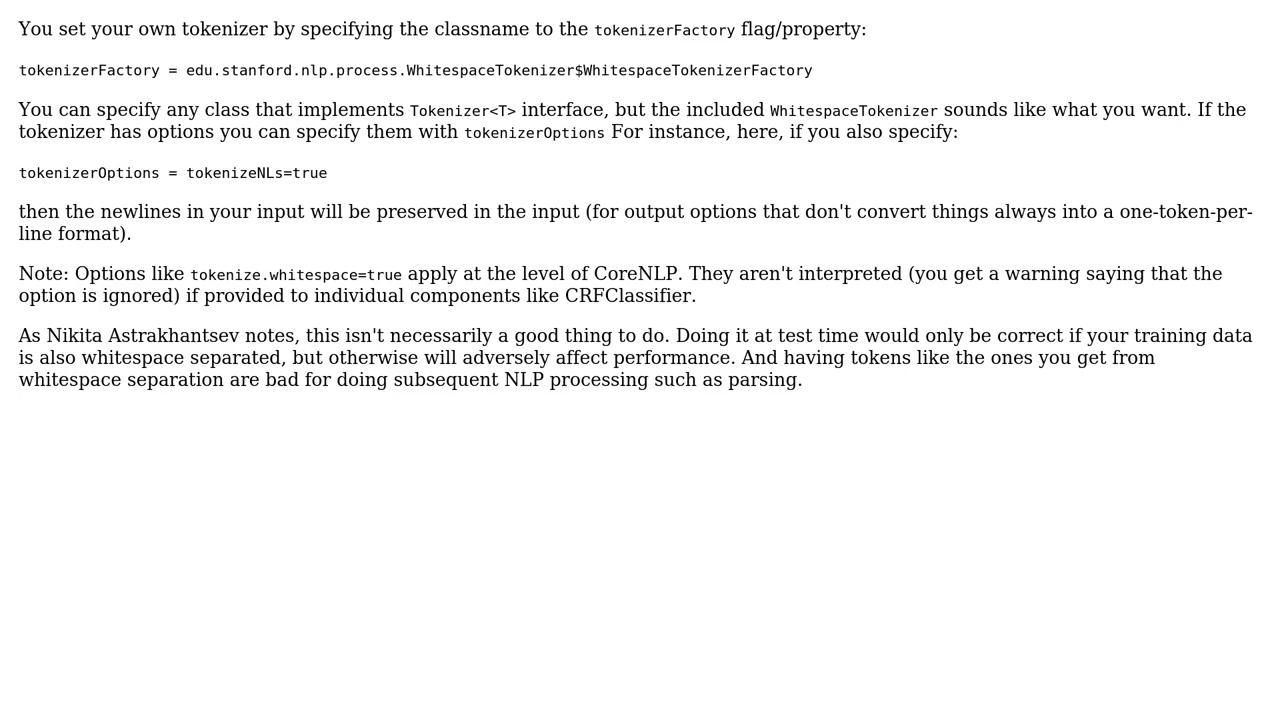 You set your own tokenizer by specifying the classname to the tokenizerFactory flag/property:
tokenizerFactory = edu.stanford.nlp.process.WhitespaceTokenizer$WhitespaceTokenizerFactory
You can specify any class that implements Tokenizer<T> interface, but the included WhitespaceTokenizer sounds like what you want. If the
tokenizer has options you can specify them with tokenizerOptions For instance, here, if you also specify:
tokenizerOptions = tokenizeNLs=true
then the newlines in your input will be preserved in the input (for output options that don't convert things always into a one-token-per-
line format).
Note: Options like tokenize.whitespace=true apply at the level of CoreNLP. They aren't interpreted (you get a warning saying that the
option is ignored) if provided to individual components like CRFClassifier.
As Nikita Astrakhantsev notes, this isn't necessarily a good thing to do. Doing it at test time would only be correct if your training data
is also whitespace separated, but otherwise will adversely affect performance. And having tokens like the ones you get from
whitespace separation are bad for doing subsequent NLP processing such as parsing.